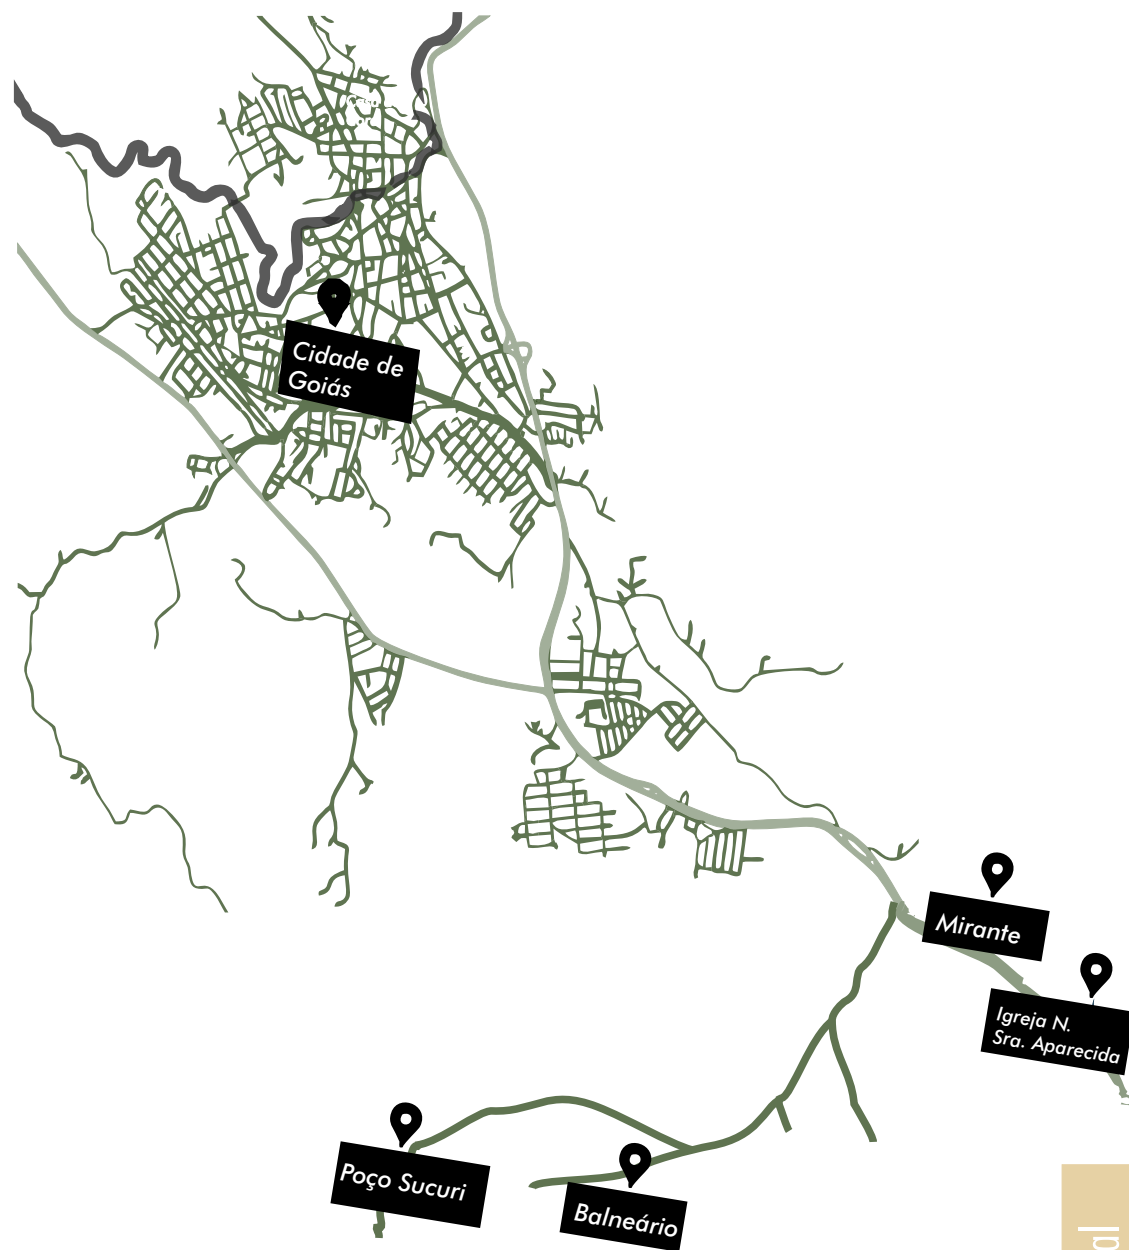 Cidade de
Goiás
Mirante
Igreja N.
Sra. Aparecida
Poço Sucuri
Balneário